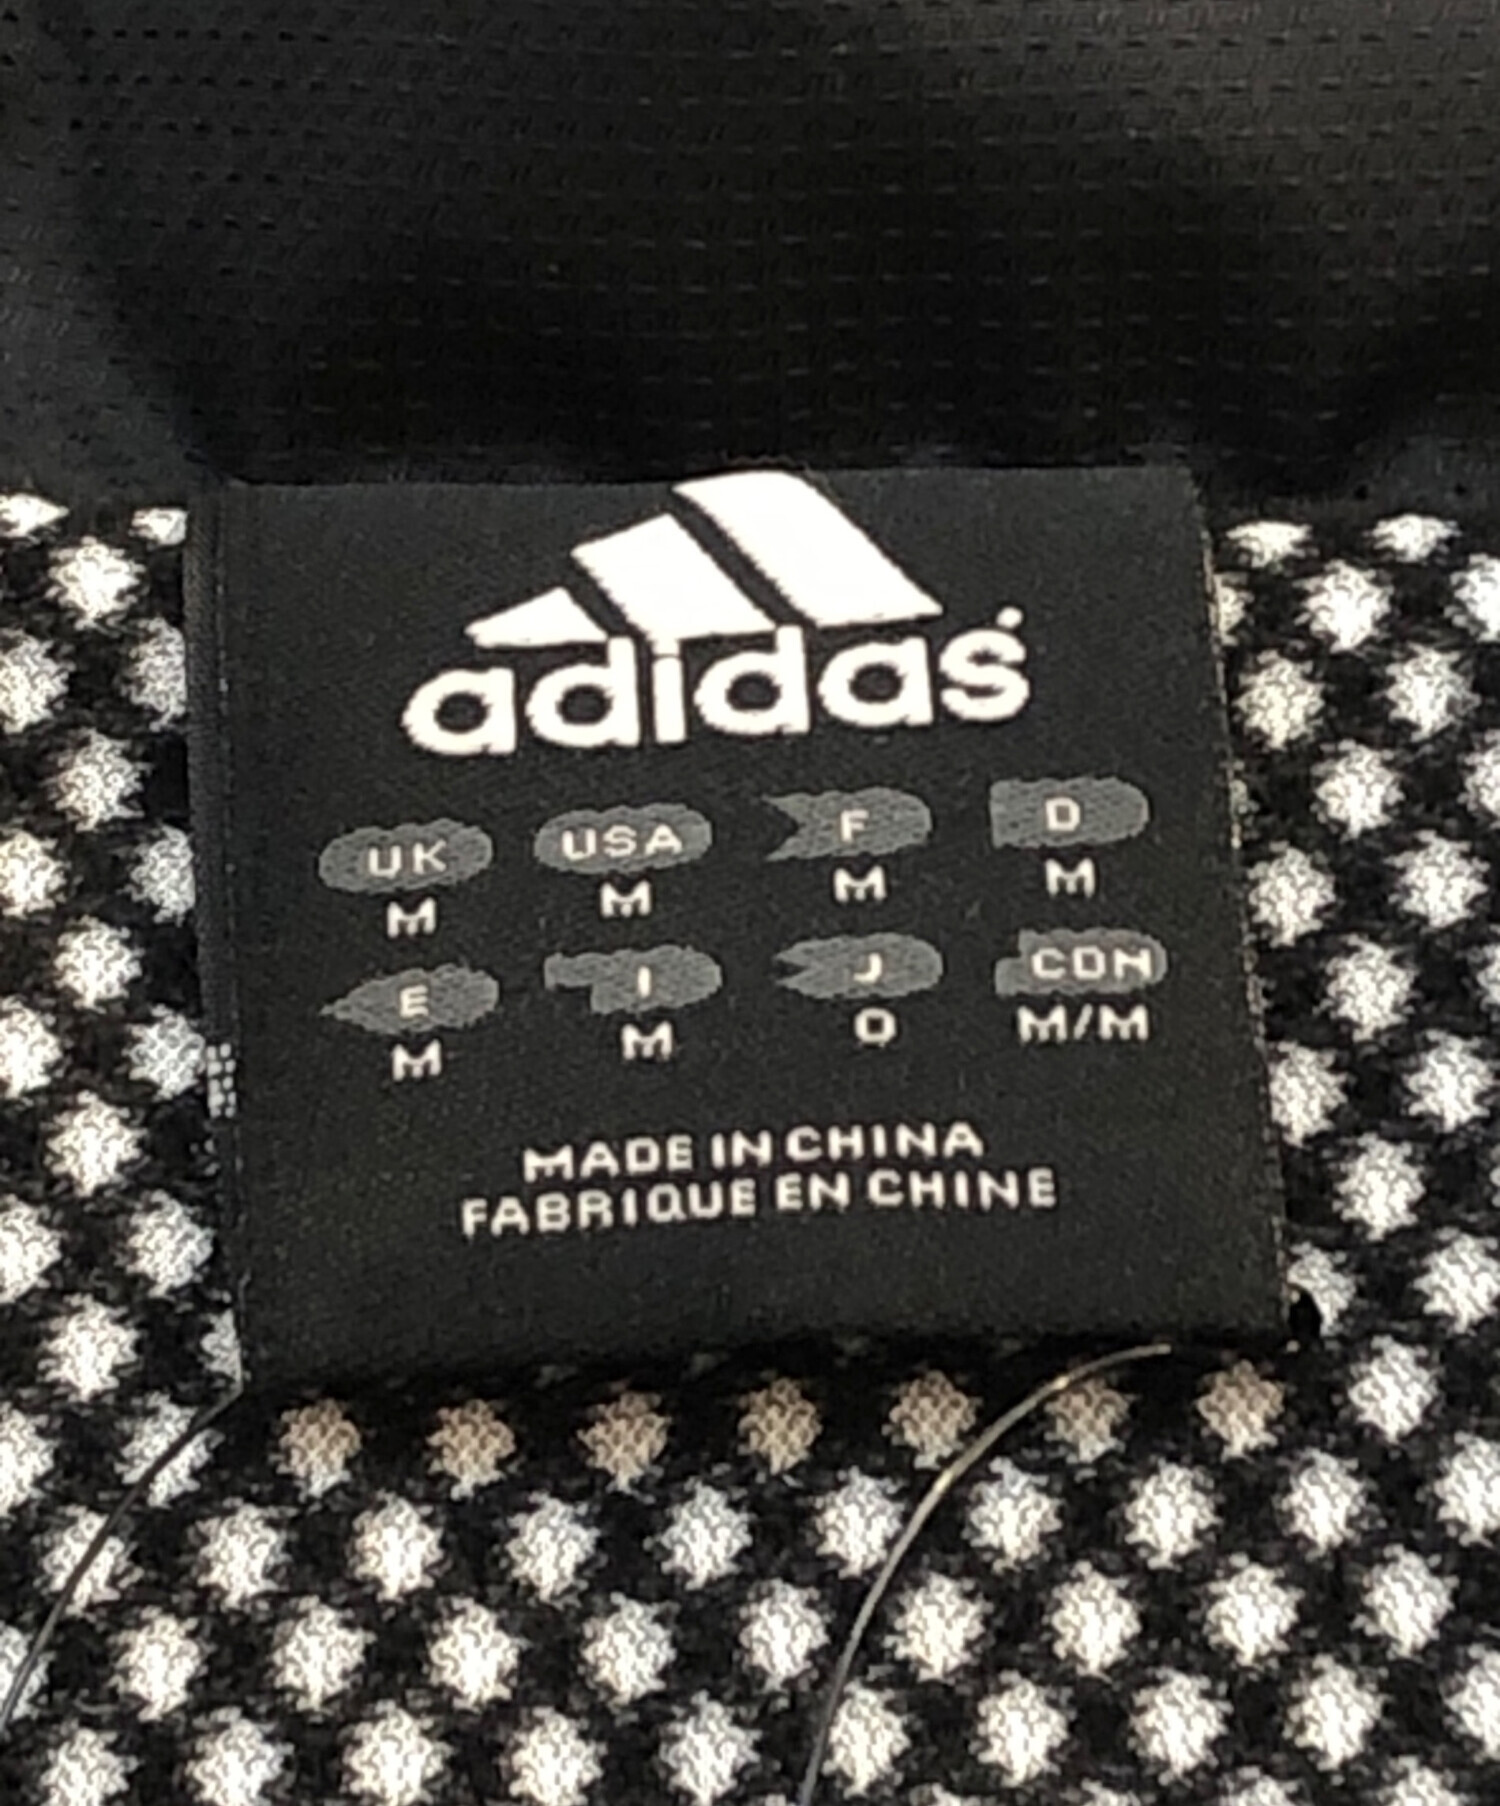 adidas
UK USA F D
M M M M
E I J CDN
M M O M/M
MADE IN CHINA
FABRIQUE EN CHINE